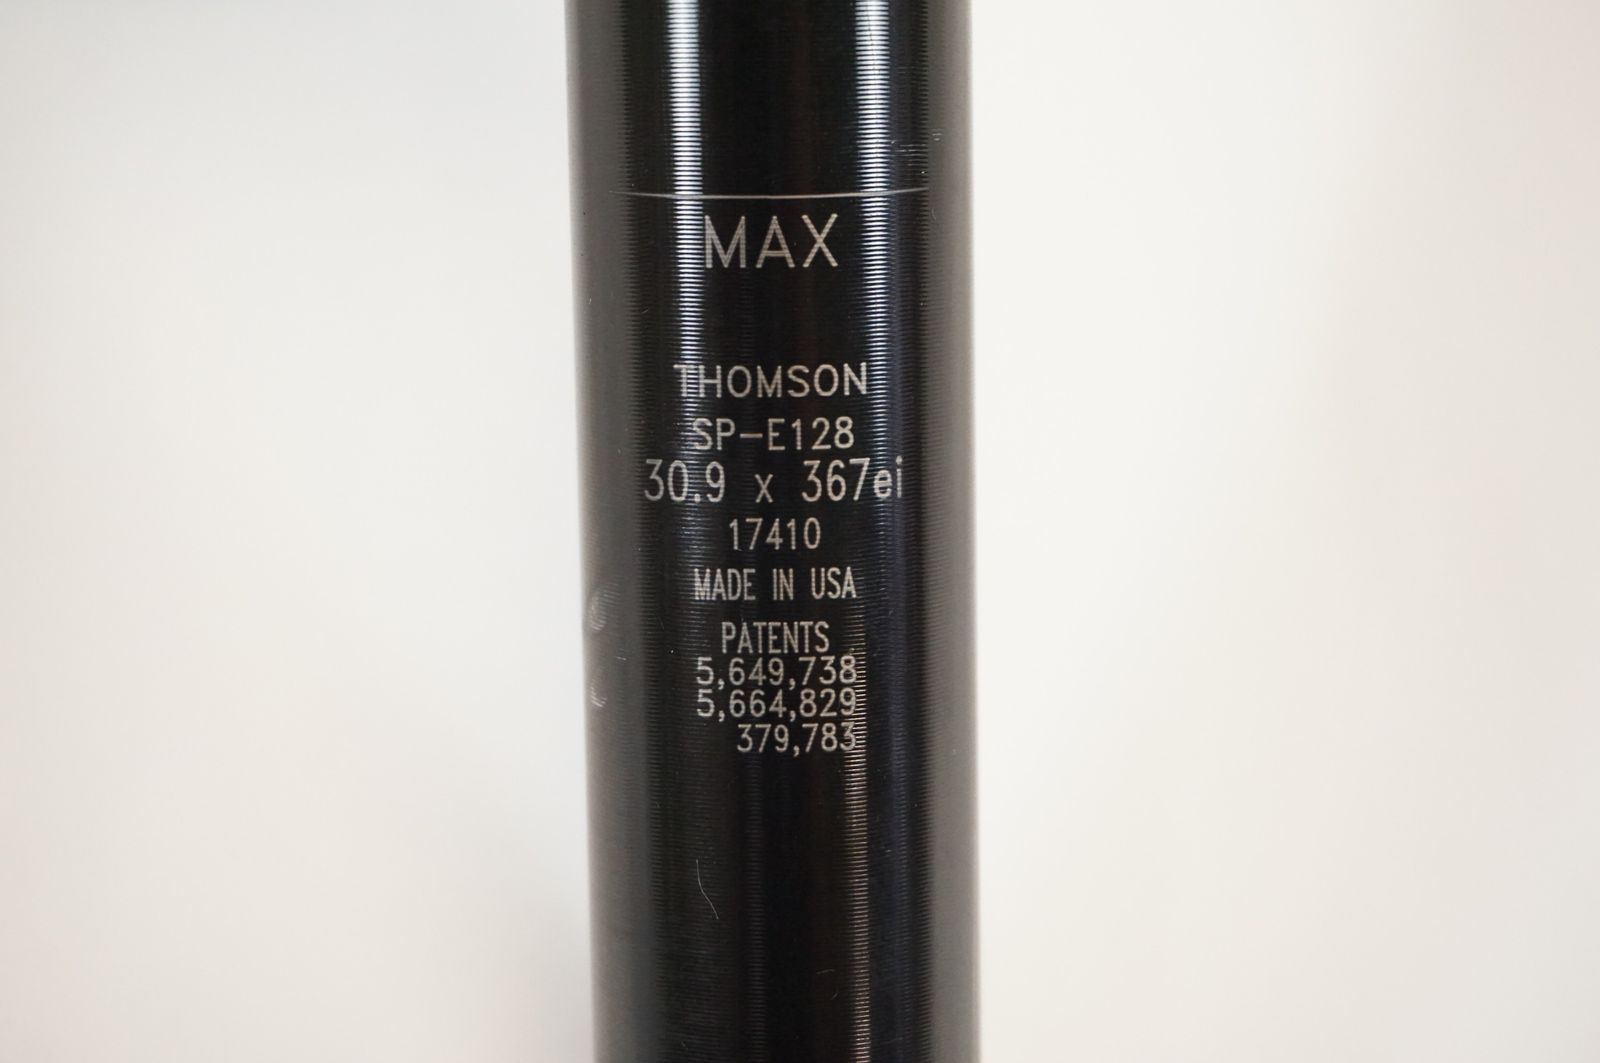 MAX
THOMSON
SP-E128
30.9 x 367ei
17410
MADE IN USA
PATENTS
5,649,738
5,664,829
379,783